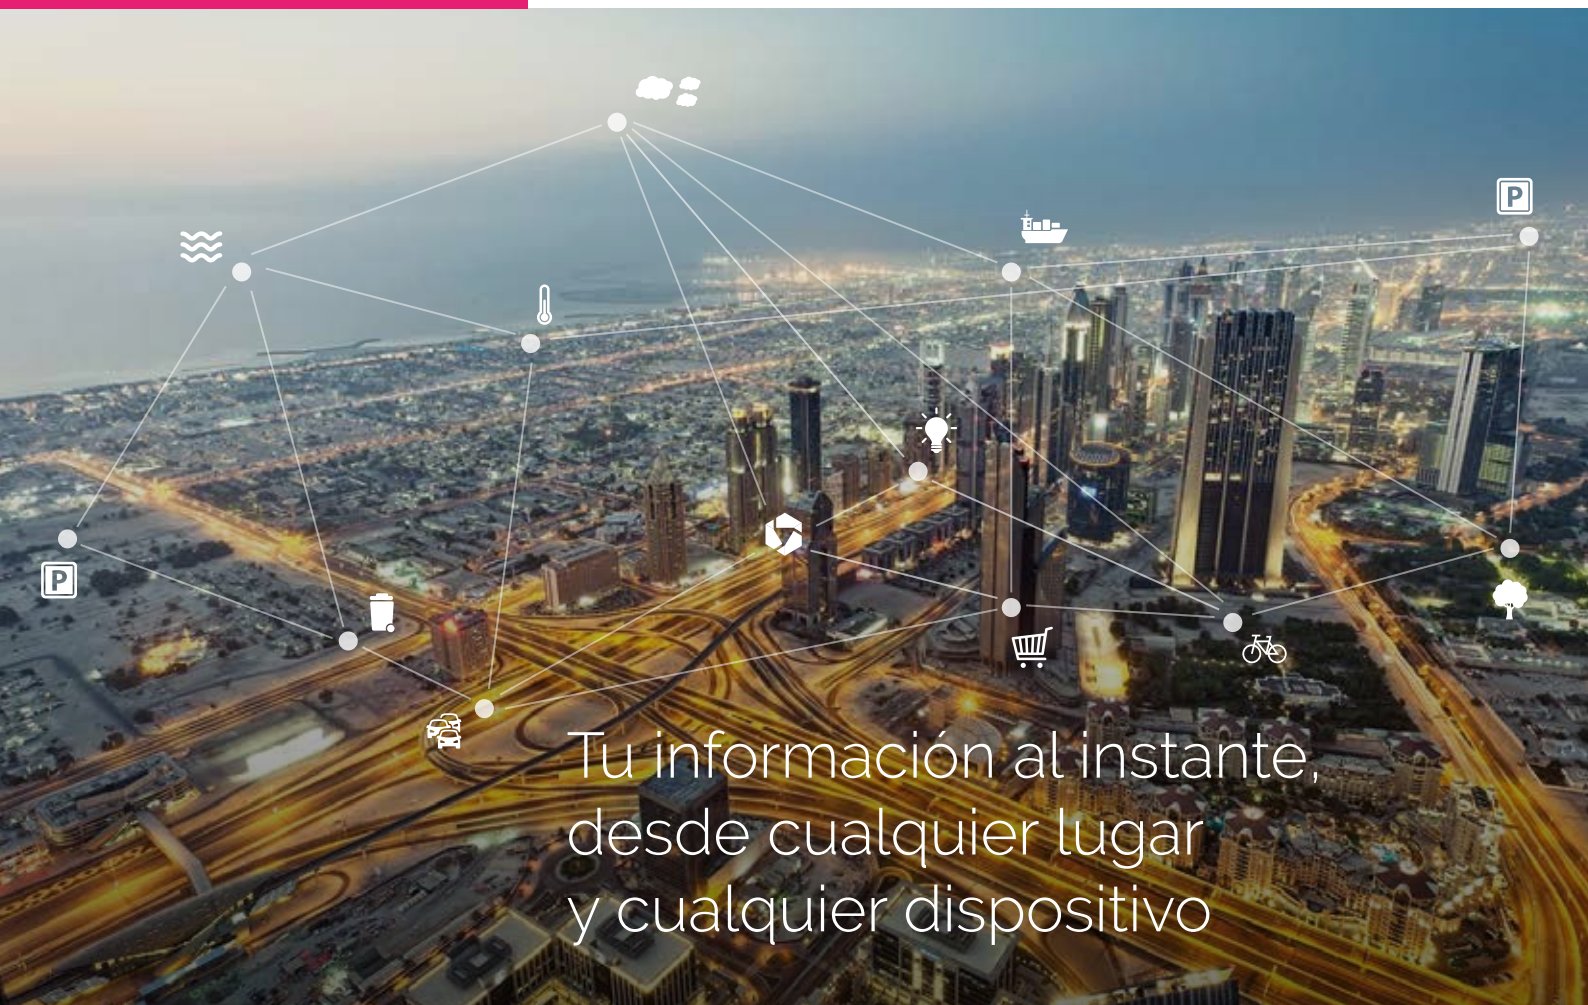 P
P
Tu información al instante,
desde cualquier lugar
y cualquier dispositivo